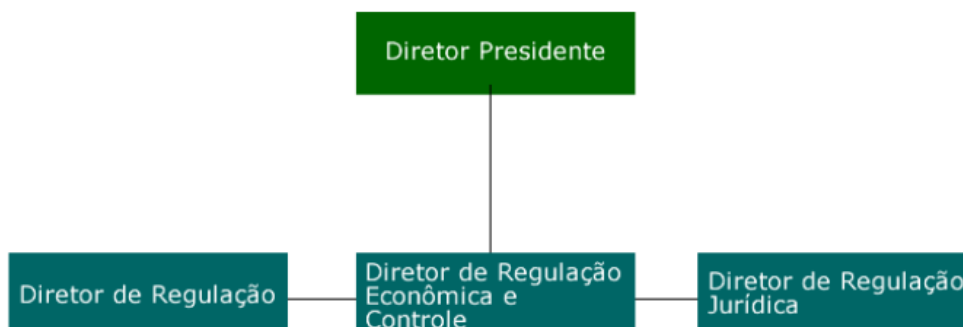 Diretor Presidente
Diretor de Regulação
Diretor de Regulação
Econômica e
Controle
Diretor de Regulação
Jurídica